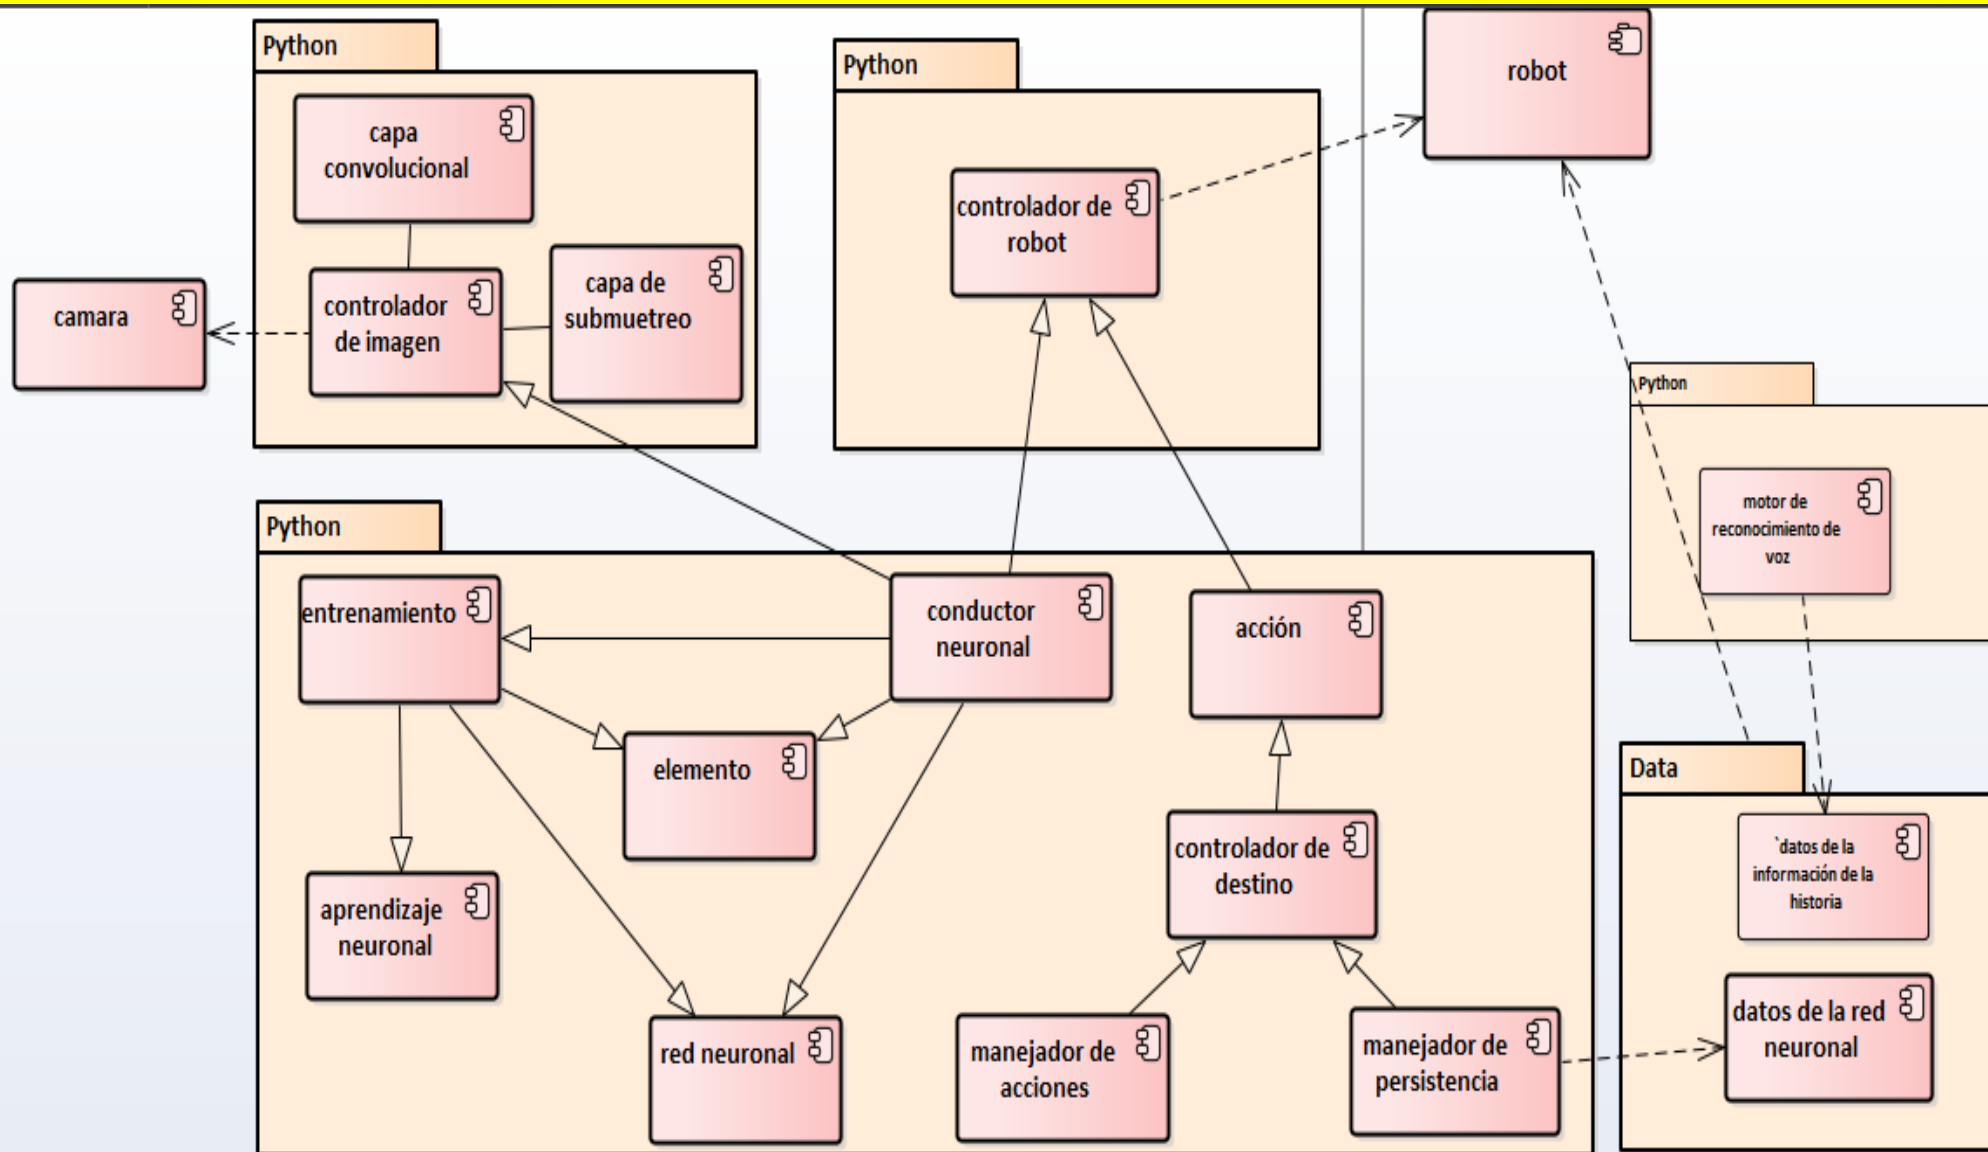 Python
capa
convolucional
controlador
de imagen
capa de
submuetreo
camara
Python
controlador de
robot
robot
Python
motor de
reconocimiento de
voz
Python
entrenamiento
conductor
neuronal
acción
elemento
aprendizaje
neuronal
red neuronal
controlador de
destino
manejador de
acciones
manejador de
persistencia
Data
`datos de la
información de la
historia
datos de la red
neuronal